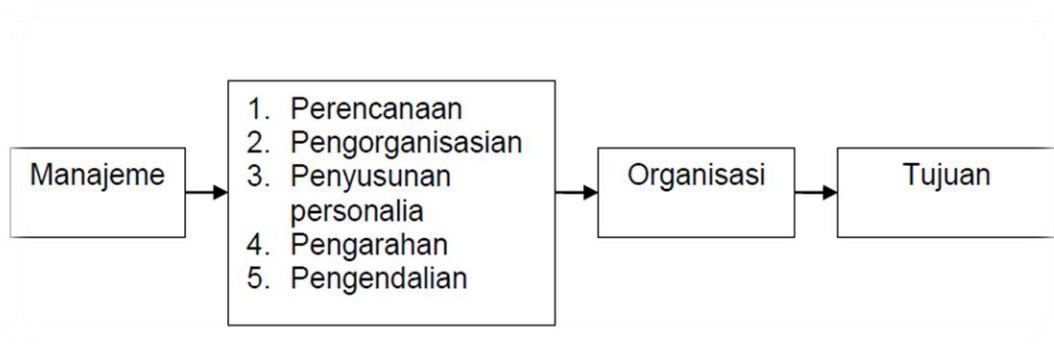 Manajeme
1. Perencanaan
2. Pengorganisasian
3. Penyusunan
personalia
4. Pengarahan
5. Pengendalian
Organisasi
Tujuan